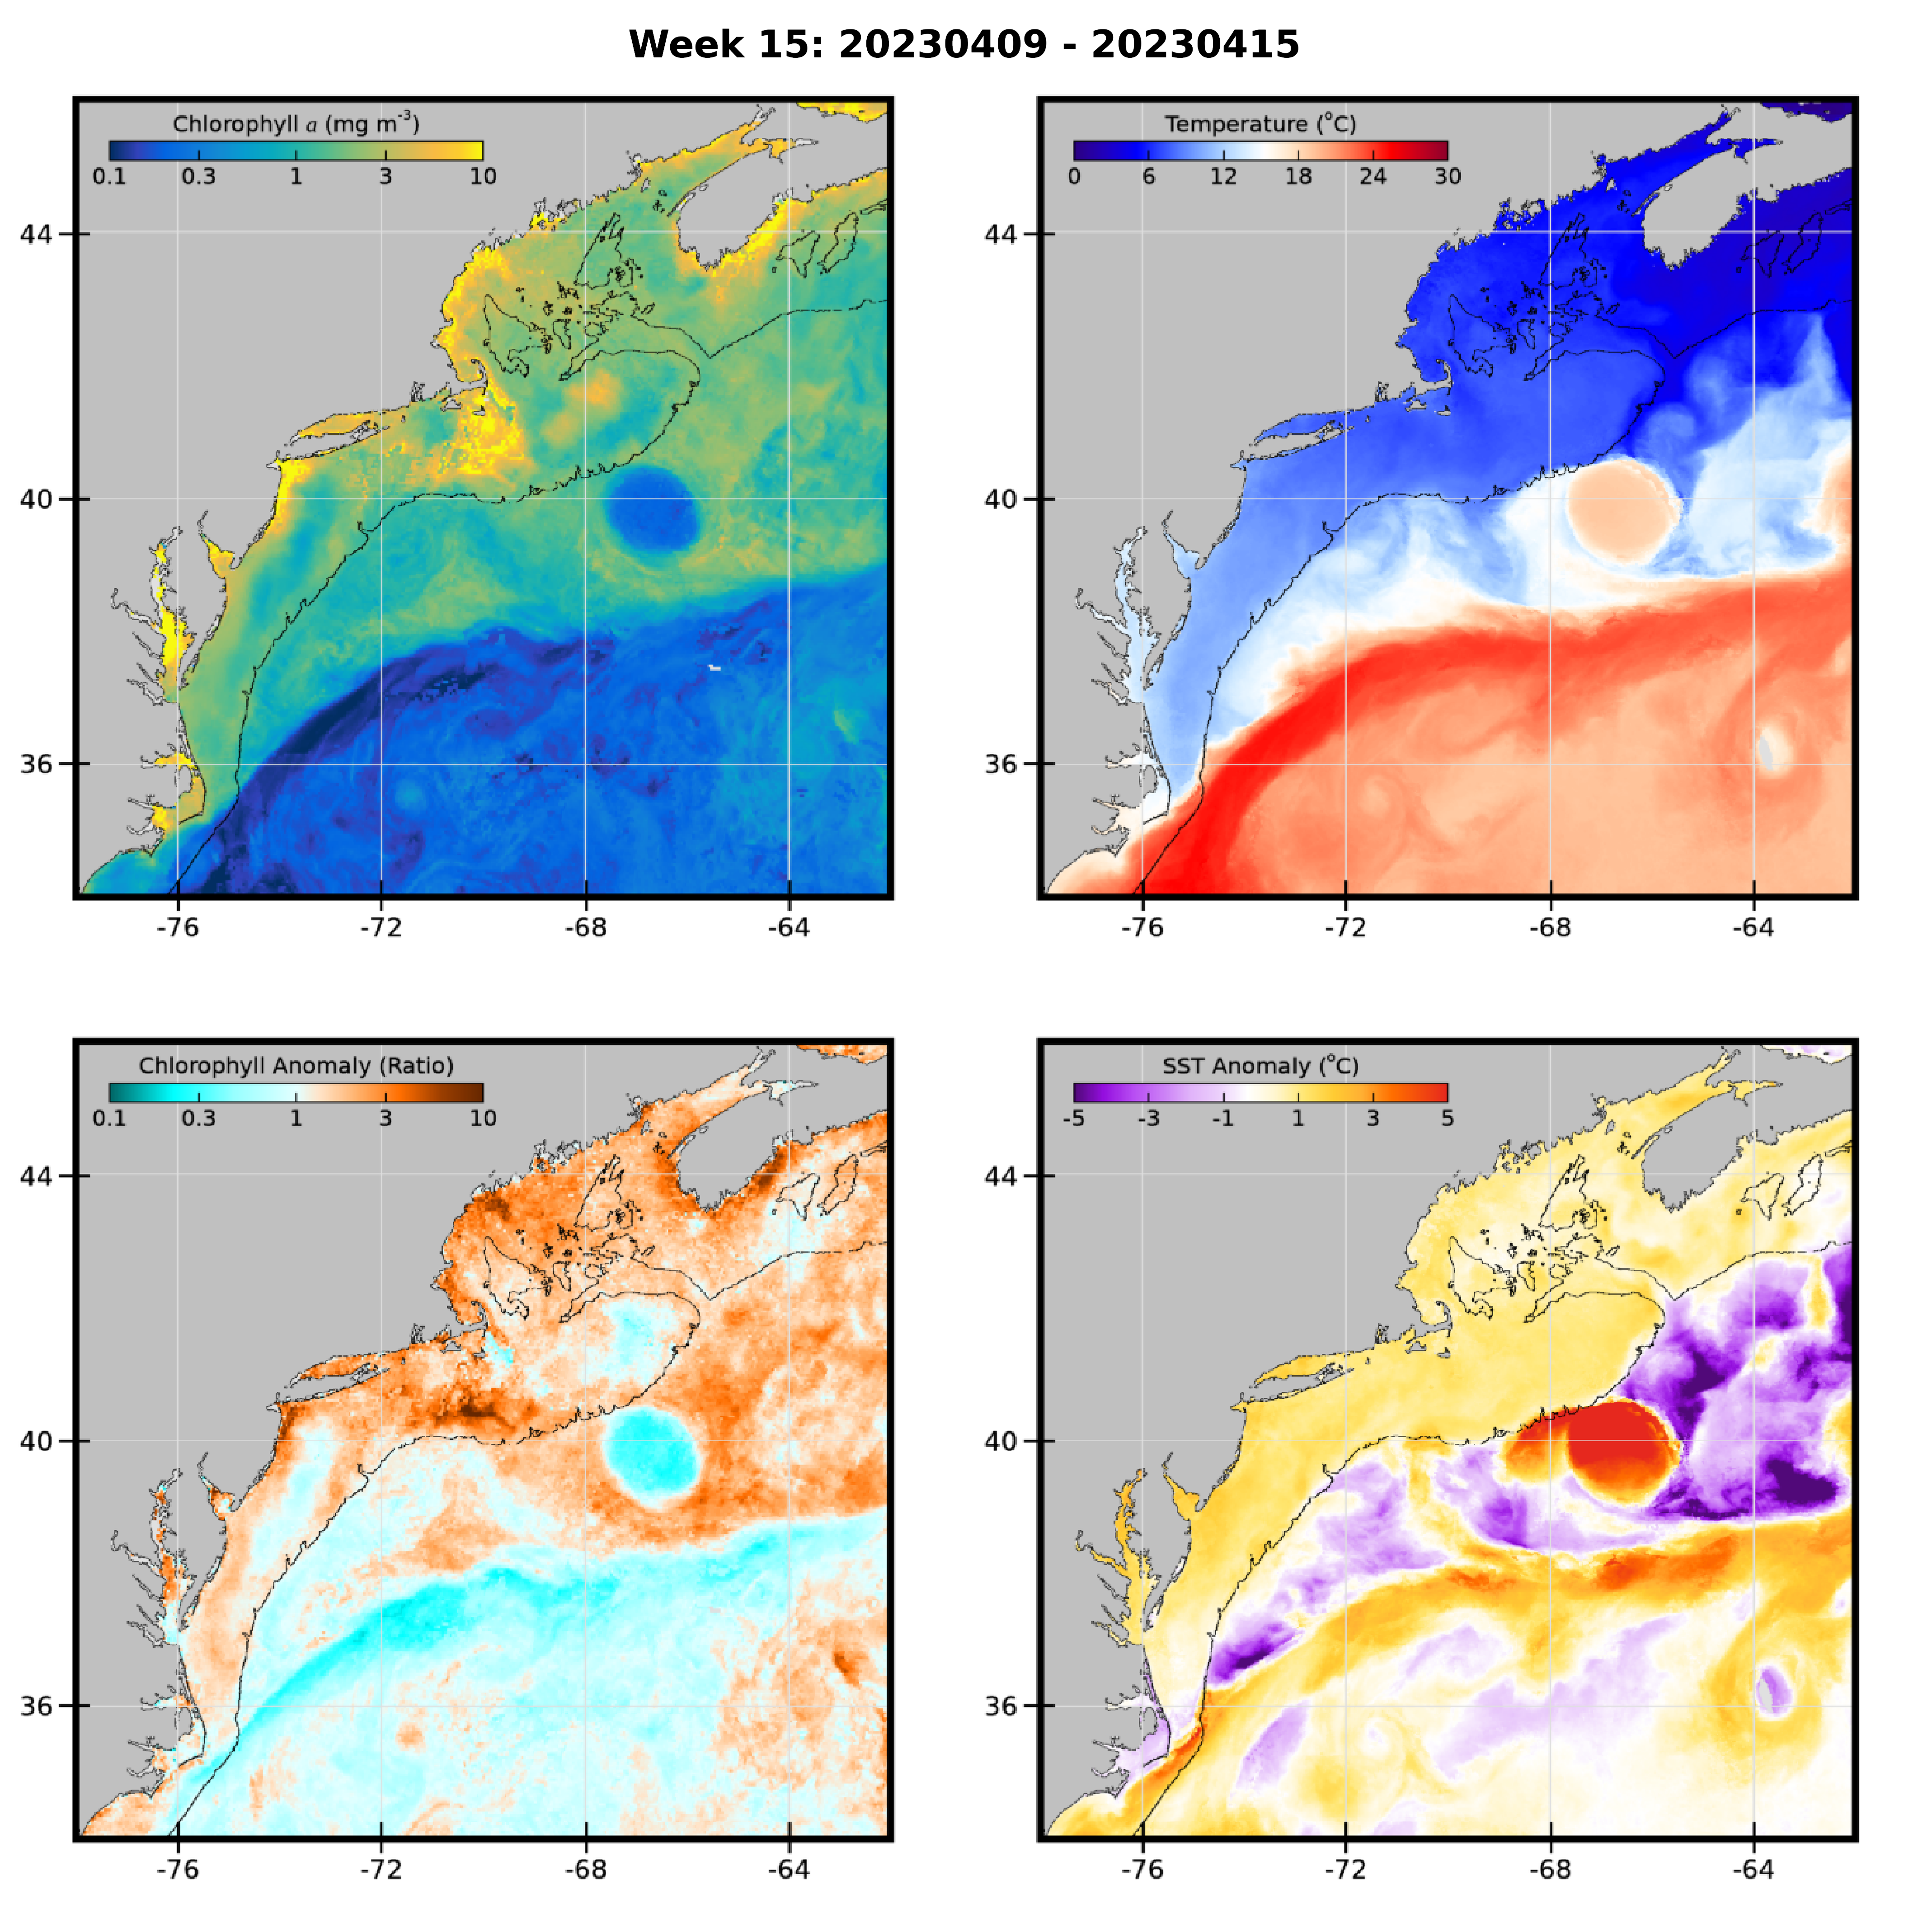 Week 15: 20230409 - 20230415
Chlorophyll a (mg m-3)
0.1 0.3 1 3 10
44
40
36
-76 -72 -68 -64
Temperature (°C)
0 6 12 18 24 30
44
40
36
-76 -72 -68 -64
Chlorophyll Anomaly (Ratio)
0.1 0.3 1 3 10
44
40
36
-76 -72 -68 -64
SST Anomaly (°C)
-5 -3 -1 1 3 5
44
40
36
-76 -72 -68 -64